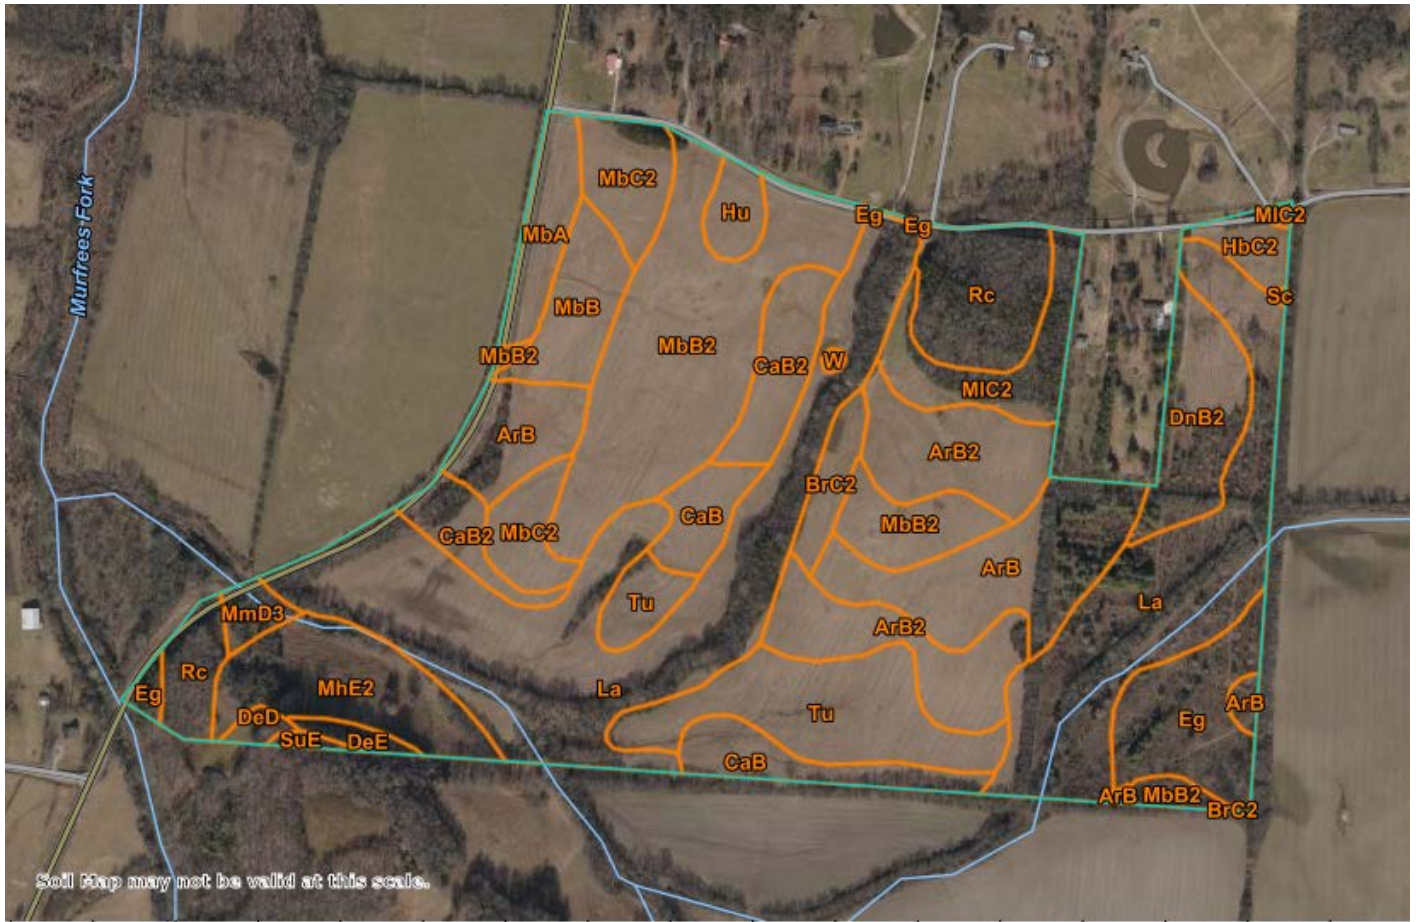 MbC2
Hu
Eg
MIC2
Eg
MbA
HbC2
Murfrees Fork
Rc
Sc
MbB
MbB2
MbB2
CaB2
W
MIC2
DnB2
ArB
ArB2
BrC2
CaB
MbB2
CaB2
MbC2
ArB
Tu
La
MmD3
ArB2
Rc
MhE2
La
Eg
ArB
DeD
Tu
Eg
SuE
DeE
CaB
ArB
MbB2
BrC2
Soil Map may not be valid at this scale.